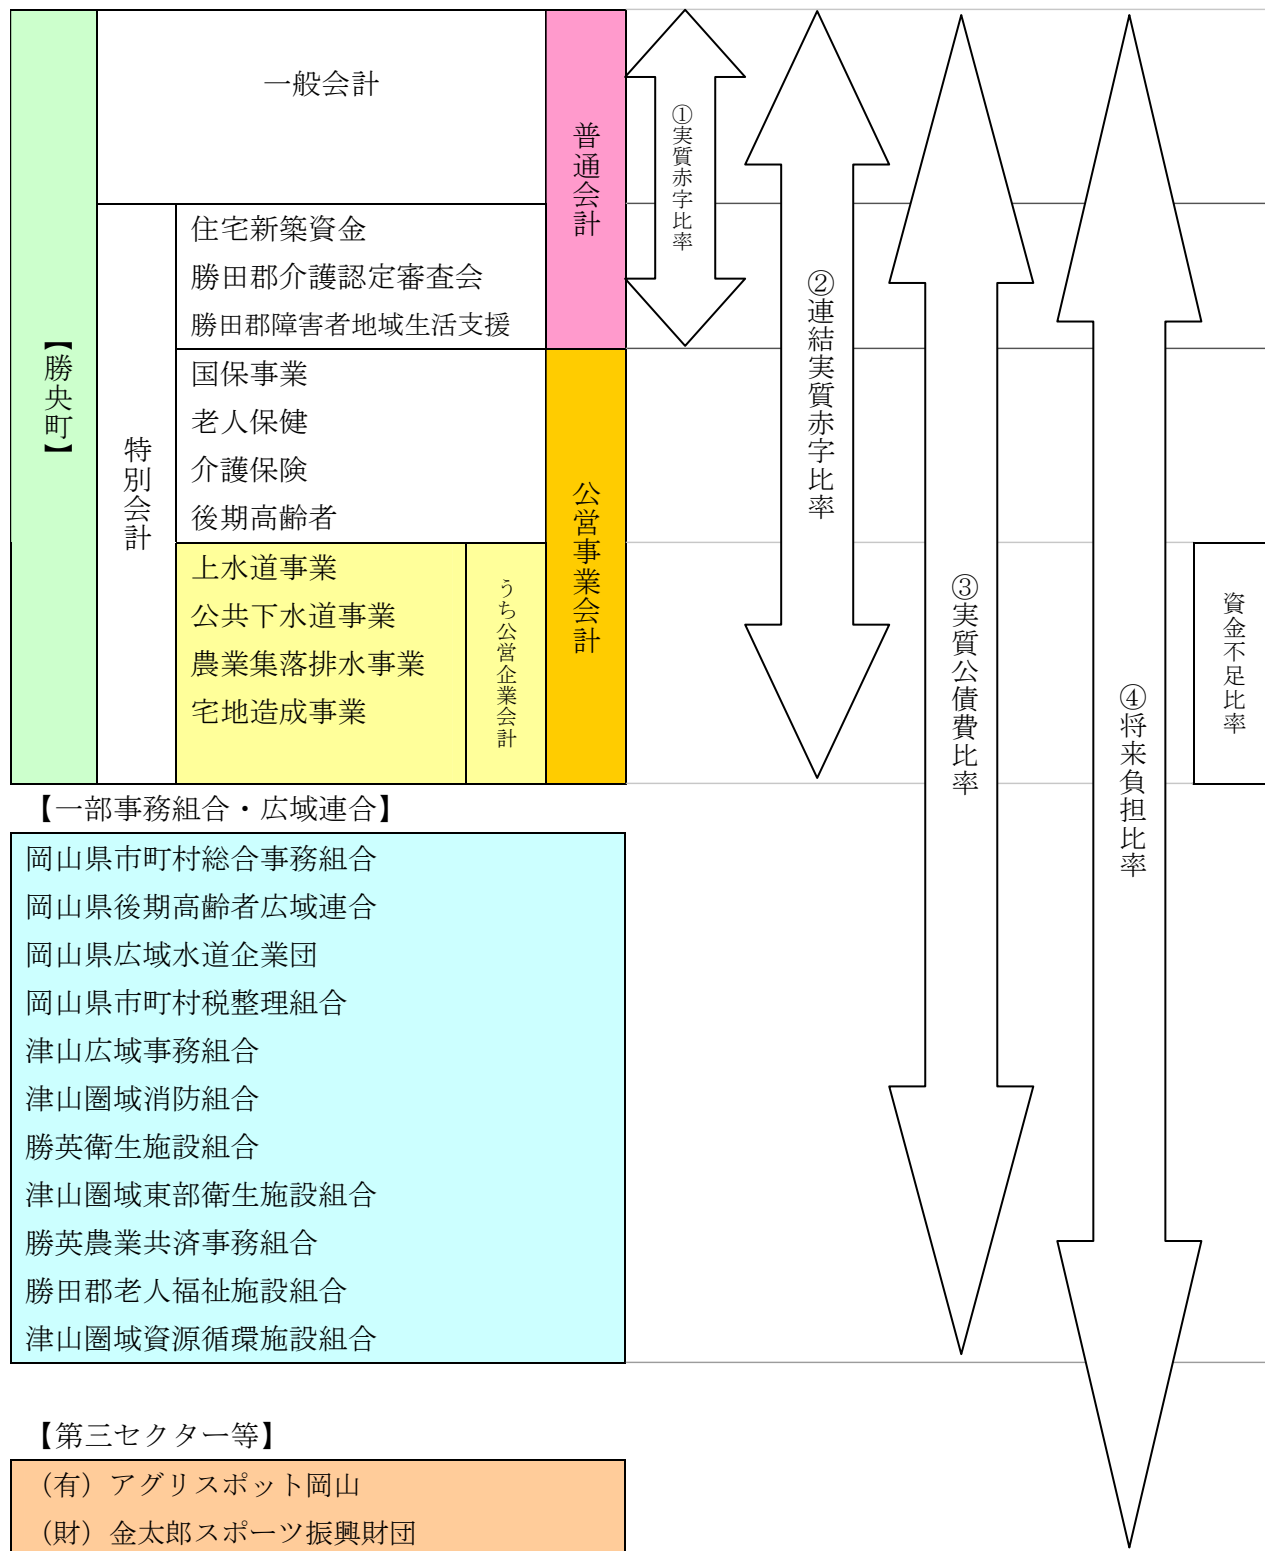 【勝央町】
一般会計
特別会計
住宅新築資金
勝田郡介護認定審査会
勝田郡障害者地域生活支援
国保事業
老人保健
介護保険
後期高齢者
上水道事業
公共下水道事業
農業集落排水事業
宅地造成事業
うち公営企業会計
普通会計
公営事業会計
①実質赤字比率
②連結実質赤字比率
③実質公債費比率
④将来負担比率
資金不足比率
【一部事務組合・広域連合】
岡山県市町村総合事務組合
岡山県後期高齢者広域連合
岡山県広域水道企業団
岡山県市町村税整理組合
津山広域事務組合
津山圏域消防組合
勝英衛生施設組合
津山圏域東部衛生施設組合
勝英農業共済事務組合
勝田郡老人福祉施設組合
津山圏域資源循環施設組合
【第三セクター等】
（有）アグリスポット岡山
（財）金太郎スポーツ振興財団